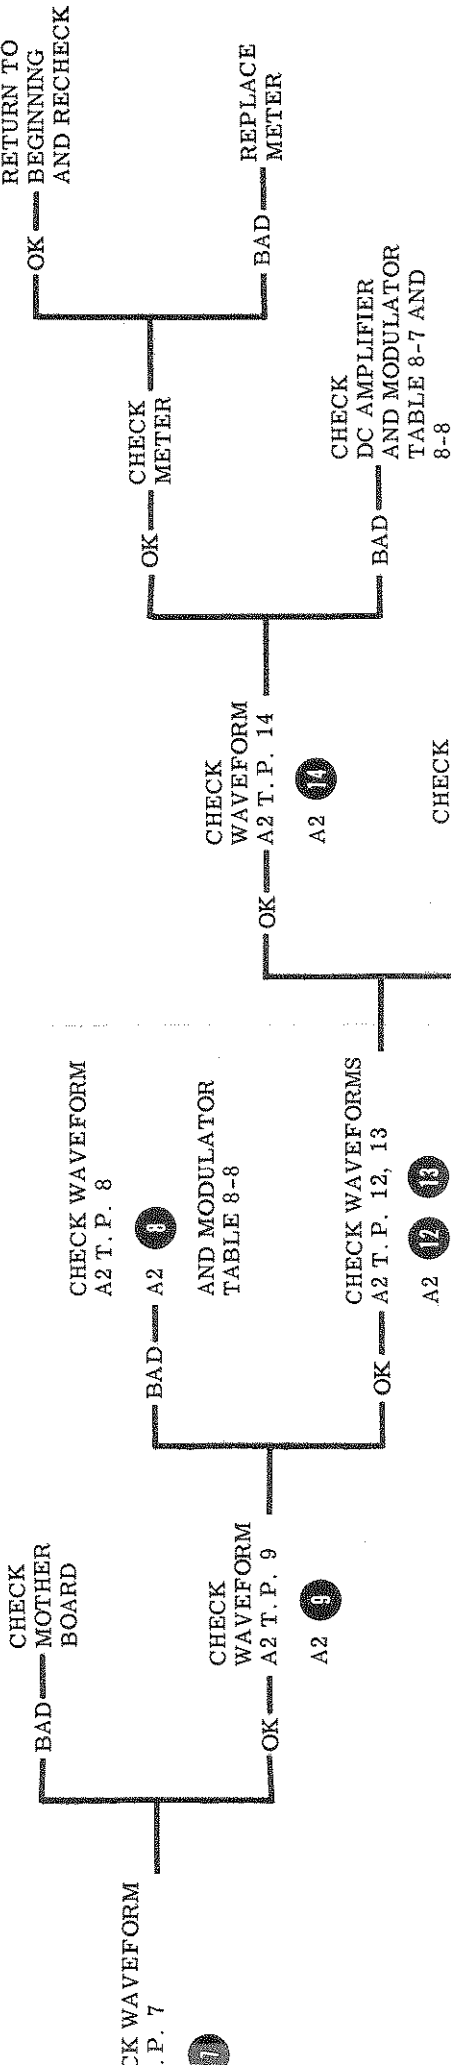 CK WAVEFORM
.P. 7
7
BAD
CHECK
MOTHER
BOARD
OK
CHECK
WAVEFORM
A2 T.P. 9
A2 9
BAD
CHECK WAVEFORM
A2 T.P. 8
A2 8
AND MODULATOR
TABLE 8-8
OK
CHECK WAVEFORMS
A2 T.P. 12, 13
A2 12 13
OK
CHECK
WAVEFORM
A2 T.P. 14
A2 14
CHECK
OK
CHECK
METER
BAD
CHECK
DC AMPLIFIER
AND MODULATOR
TABLE 8-7 AND
8-8
OK
RETURN TO
BEGINNING
AND RECHECK
BAD
REPLACE
METER